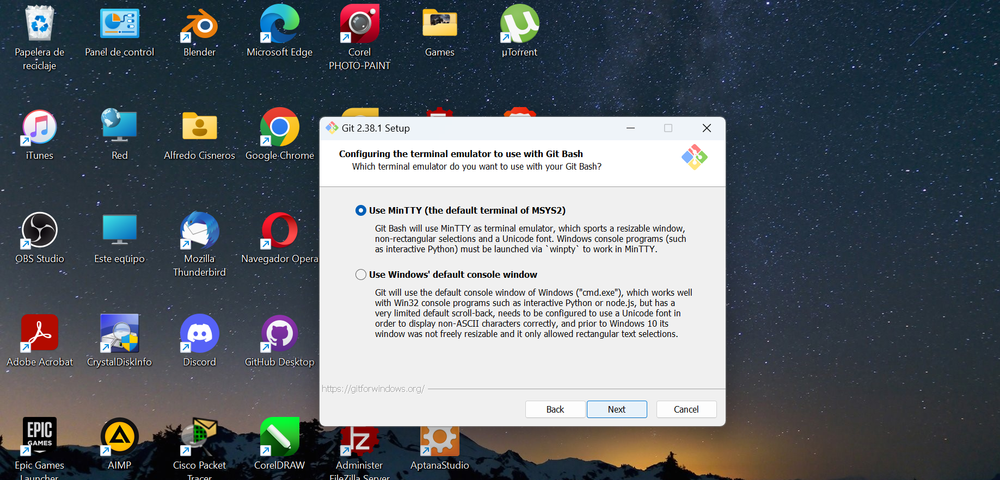 Papelera de
reciclaje
Panel de control
Blender
Microsoft Edge
Corel
PHOTO-PAINT
Games
µTorrent
iTunes
Red
Alfredo Cisneros
Google Chrome
OBS Studio
Este equipo
Mozilla
Thunderbird
Navegador Opera
Adobe Acrobat
CrystalDiskInfo
Discord
GitHub Desktop
EPIC
GAMES
Epic Games
Launcher
AIMP
Cisco Packet
Tracer
CorelDRAW
Administer
FileZilla Server
AptanaStudio
Git 2.38.1 Setup
Configuring the terminal emulator to use with Git Bash
Which terminal emulator do you want to use with your Git Bash?
Use MinTTY (the default terminal of MSYS2)
Git Bash will use MinTTY as terminal emulator, which sports a resizable window,
non-rectangular selections and a Unicode font. Windows console programs (such
as interactive Python) must be launched via `winpty` to work in MinTTY.
Use Windows' default console window
Git will use the default console window of Windows ("cmd.exe"), which works well
with Win32 console programs such as interactive Python or node.js, but has a
very limited default scroll-back, needs to be configured to use a Unicode font in
order to display non-ASCII characters correctly, and prior to Windows 10 its
window was not freely resizable and it only allowed rectangular text selections.
https://gitforwindows.org/
Back
Next
Cancel